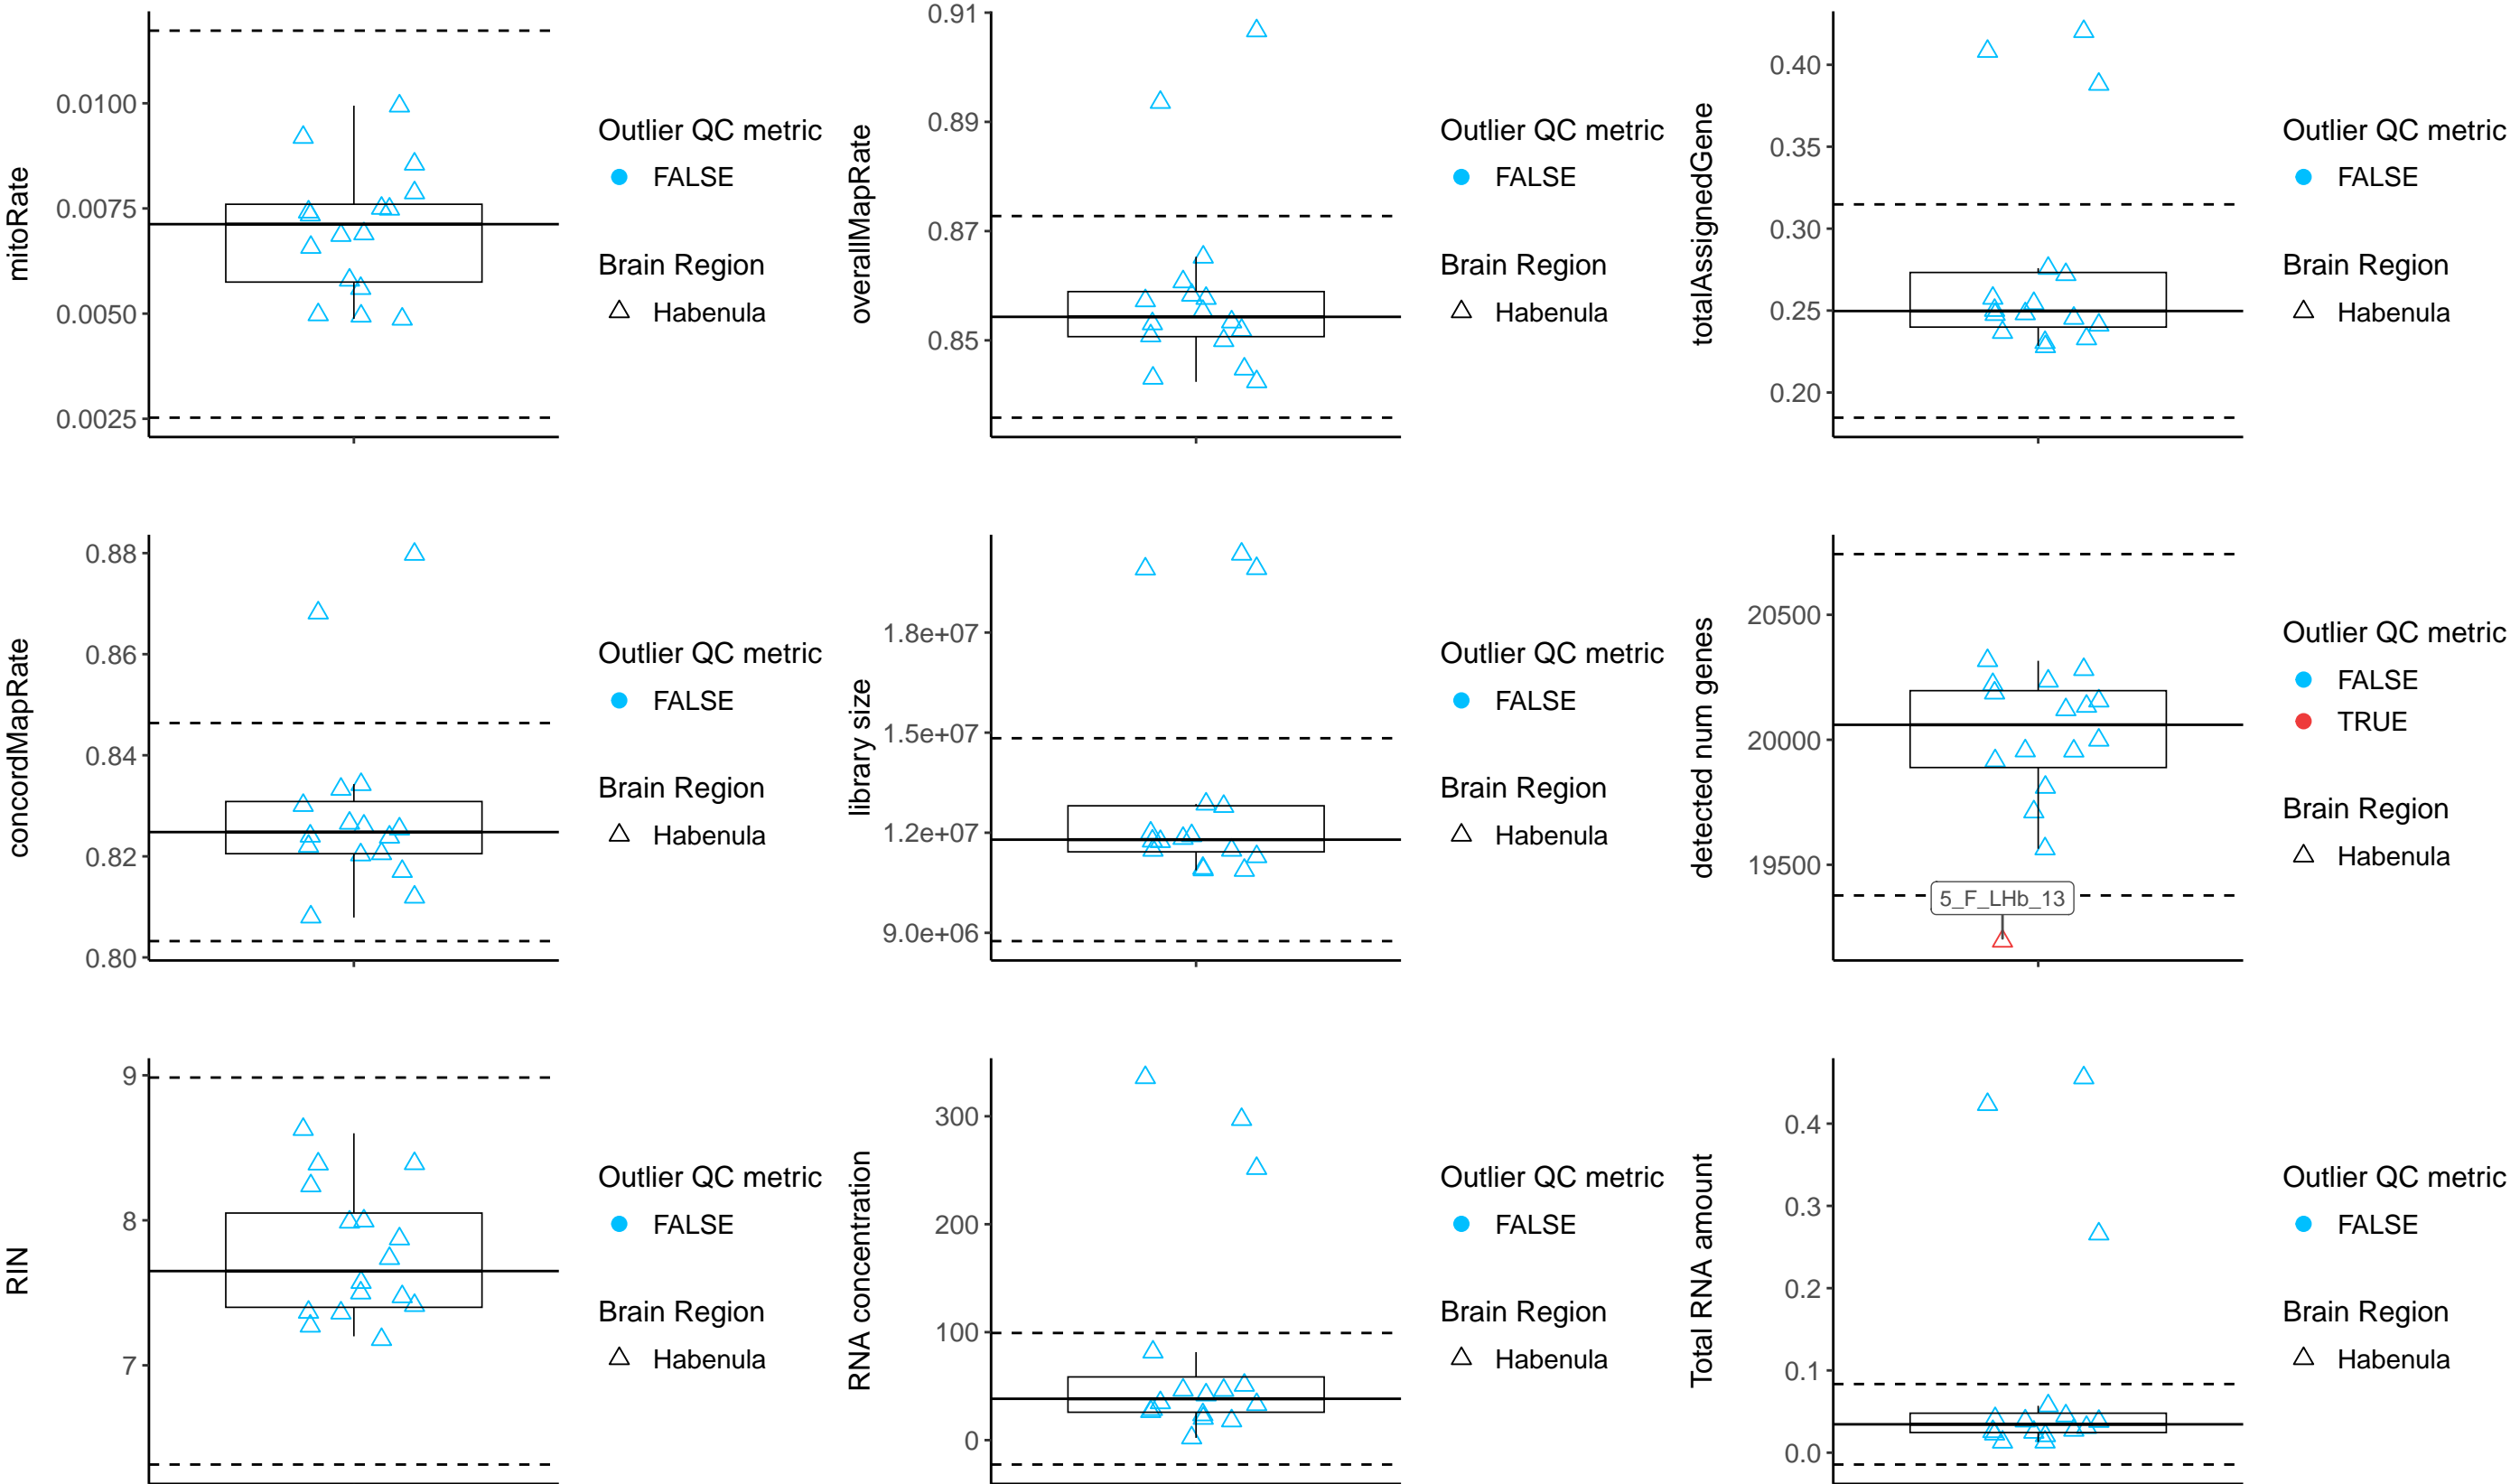 mitoRate
0.0100
0.0075
0.0050
0.0025
Outlier QC metric
FALSE
Brain Region
Habenula
overallMapRate
0.91
0.89
0.87
0.85
Outlier QC metric
FALSE
Brain Region
Habenula
totalAssignedGene
0.40
0.35
0.30
0.25
0.20
Outlier QC metric
FALSE
Brain Region
Habenula
concordMapRate
0.88
0.86
0.84
0.82
0.80
Outlier QC metric
FALSE
Brain Region
Habenula
library size
1.8e+07
1.5e+07
1.2e+07
9.0e+06
Outlier QC metric
FALSE
Brain Region
Habenula
detected num genes
20500
20000
19500
5_F_LHb_13
Outlier QC metric
FALSE
TRUE
Brain Region
Habenula
RIN
9
8
7
Outlier QC metric
FALSE
Brain Region
Habenula
RNA concentration
300
200
100
0
Outlier QC metric
FALSE
Brain Region
Habenula
Total RNA amount
0.4
0.3
0.2
0.1
0.0
Outlier QC metric
FALSE
Brain Region
Habenula